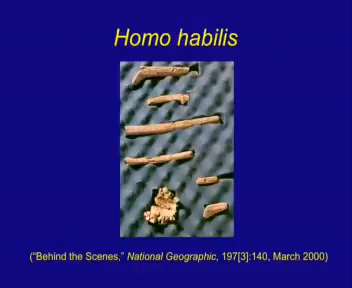 Homo habilis
("Behind the Scenes," National Geographic, 197[3]:140, March 2000)